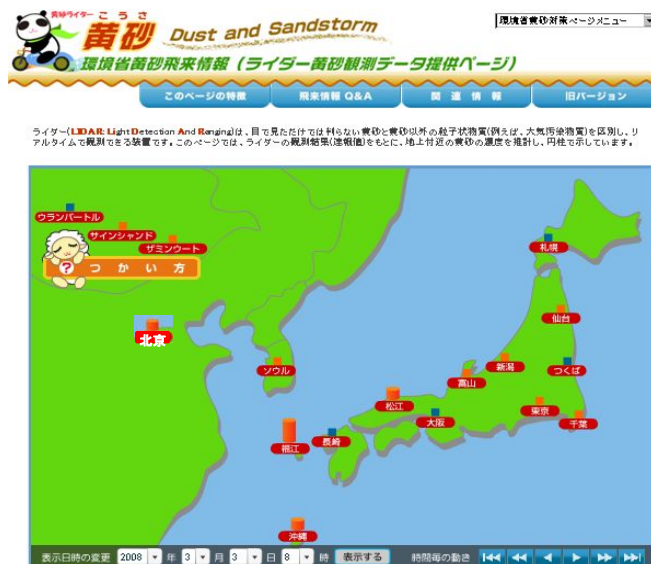 黄砂ライダー こうさ
黄砂 Dust and Sandstorm
環境省黄砂対策ページメニュー
環境省黄砂飛来情報（ライダー黄砂観測データ提供ページ）
このページの特徴 飛来情報 Q&A 関連情報 旧バージョン
ライダー(LIDAR: Light Detection And Ranging)は、目で見ただけでは判らない黄砂と黄砂以外の粒子状物質(例えば、大気汚染物質)を区別し、リ
アルタイムで観測できる装置です。このページでは、ライダーの観測結果(速報値)をもとに、地上付近の黄砂の濃度を推計し、円柱で示しています。
ウランバートル
サインシャンド
ザミンウート
? つかい方
札幌
仙台
北京
新潟
つくば
ソウル
富山
松江
東京
大阪
千葉
福江
長崎
沖縄
表示日時の変更 2008 年 3 月 3 日 8 時 表示する 時間毎の動き